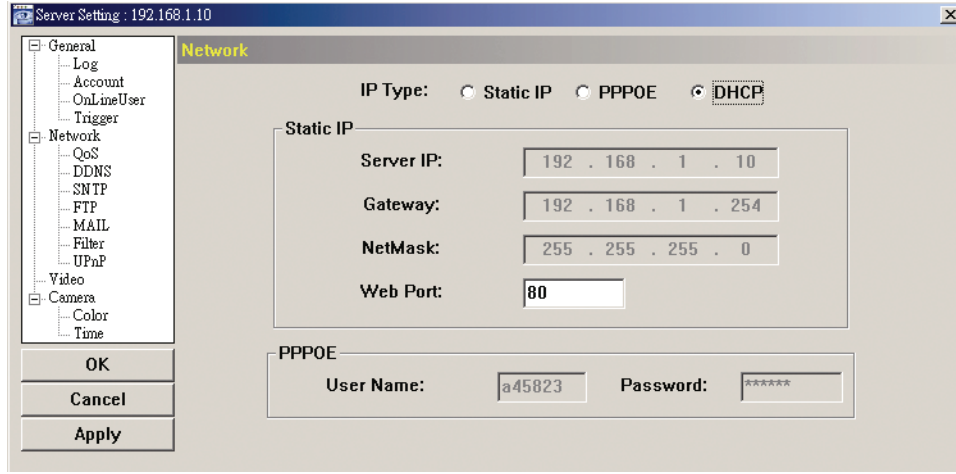 Server Setting : 192.168.1.10
General
Log
Account
OnLineUser
Trigger
Network
QoS
DDNS
SNTP
FTP
MAIL
Filter
UPnP
Video
Camera
Color
Time
OK
Cancel
Apply
Network
IP Type: Static IP PPPOE DHCP
Static IP
Server IP: 192 . 168 . 1 . 10
Gateway: 192 . 168 . 1 . 254
NetMask: 255 . 255 . 255 . 0
Web Port: 80
PPPOE
User Name: a45823 Password: ******